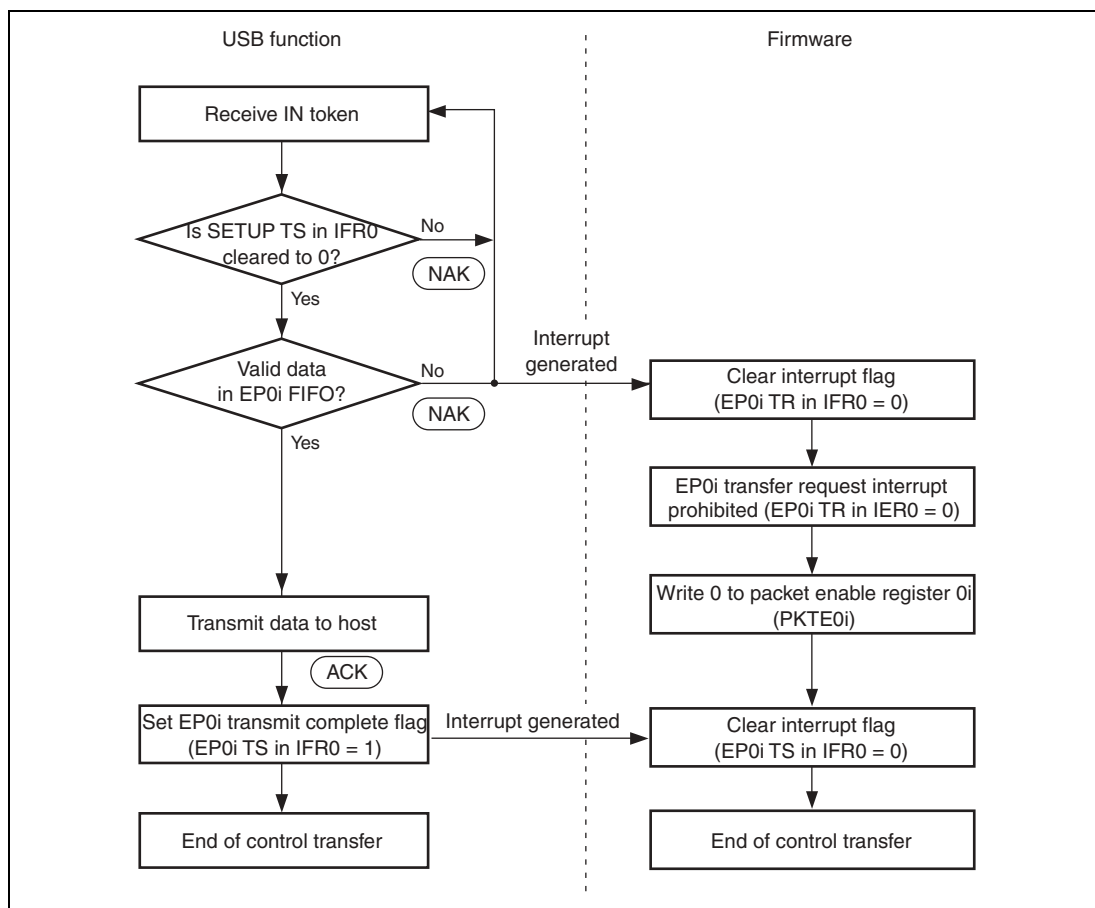 USB function
Firmware
Receive IN token
Is SETUP TS in IFR0
cleared to 0?
No
NAK
Yes
Valid data
in EP0i FIFO?
No
NAK
Yes
Interrupt
generated
Clear interrupt flag
(EP0i TR in IFR0 = 0)
EP0i transfer request interrupt
prohibited (EP0i TR in IER0 = 0)
Write 0 to packet enable register 0i
(PKTE0i)
Transmit data to host
ACK
Set EP0i transmit complete flag
(EP0i TS in IFR0 = 1)
Interrupt generated
Clear interrupt flag
(EP0i TS in IFR0 = 0)
End of control transfer
End of control transfer